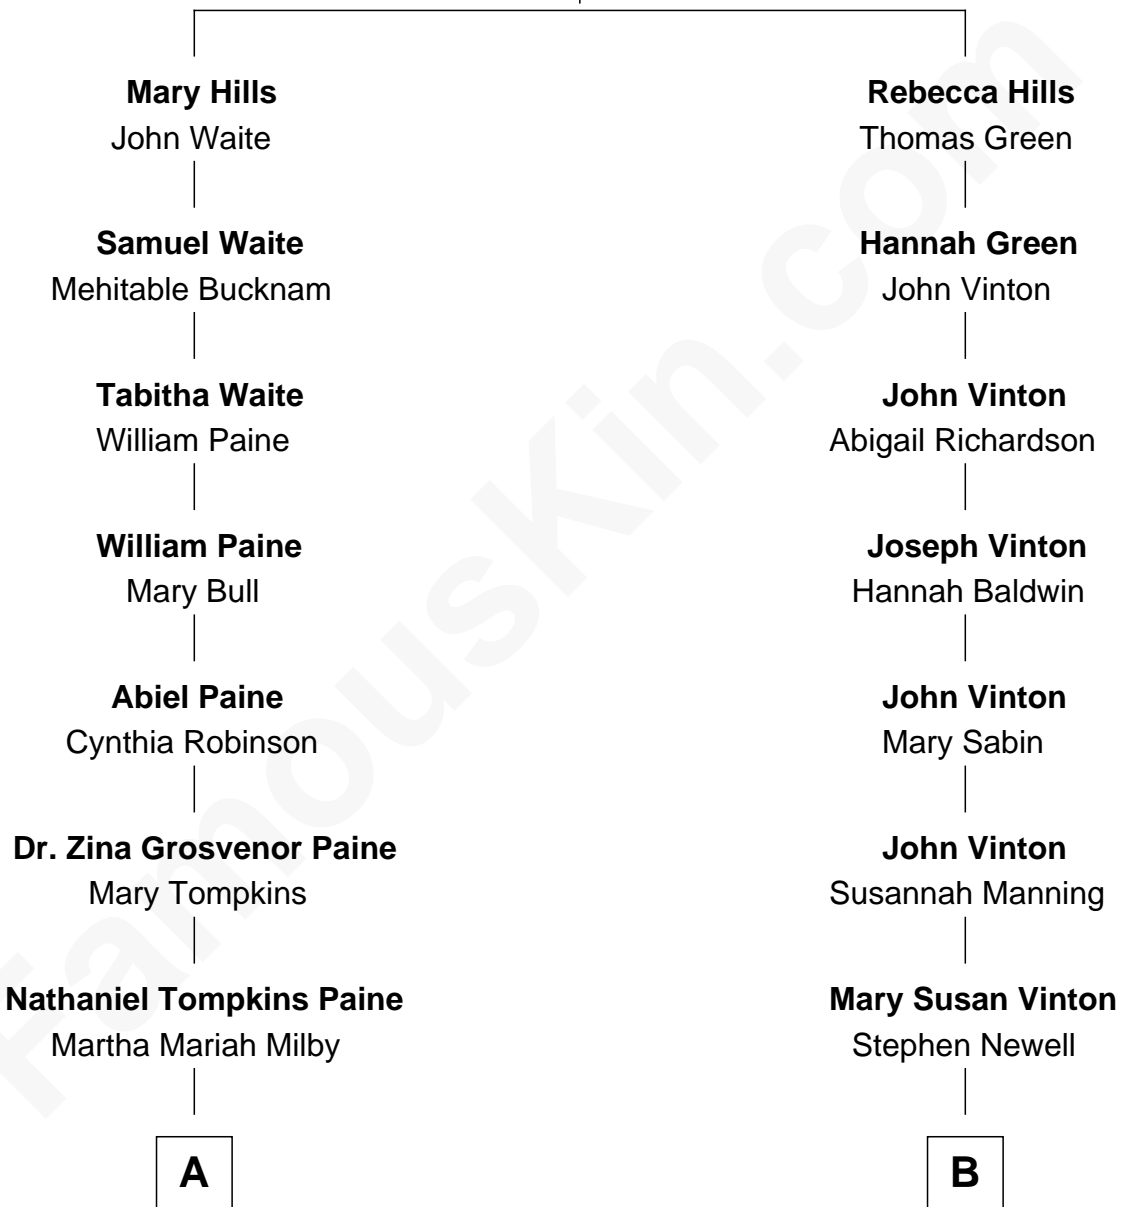 Mary Hills
John Waite
Samuel Waite
Mehitable Bucknam
Tabitha Waite
William Paine
William Paine
Mary Bull
Abiel Paine
Cynthia Robinson
Dr. Zina Grosvenor Paine
Mary Tompkins
Nathaniel Tompkins Paine
Martha Mariah Milby
A
Rebecca Hills
Thomas Green
Hannah Green
John Vinton
John Vinton
Abigail Richardson
Joseph Vinton
Hannah Baldwin
John Vinton
Mary Sabin
John Vinton
Susannah Manning
Mary Susan Vinton
Stephen Newell
B
FamousKin.com